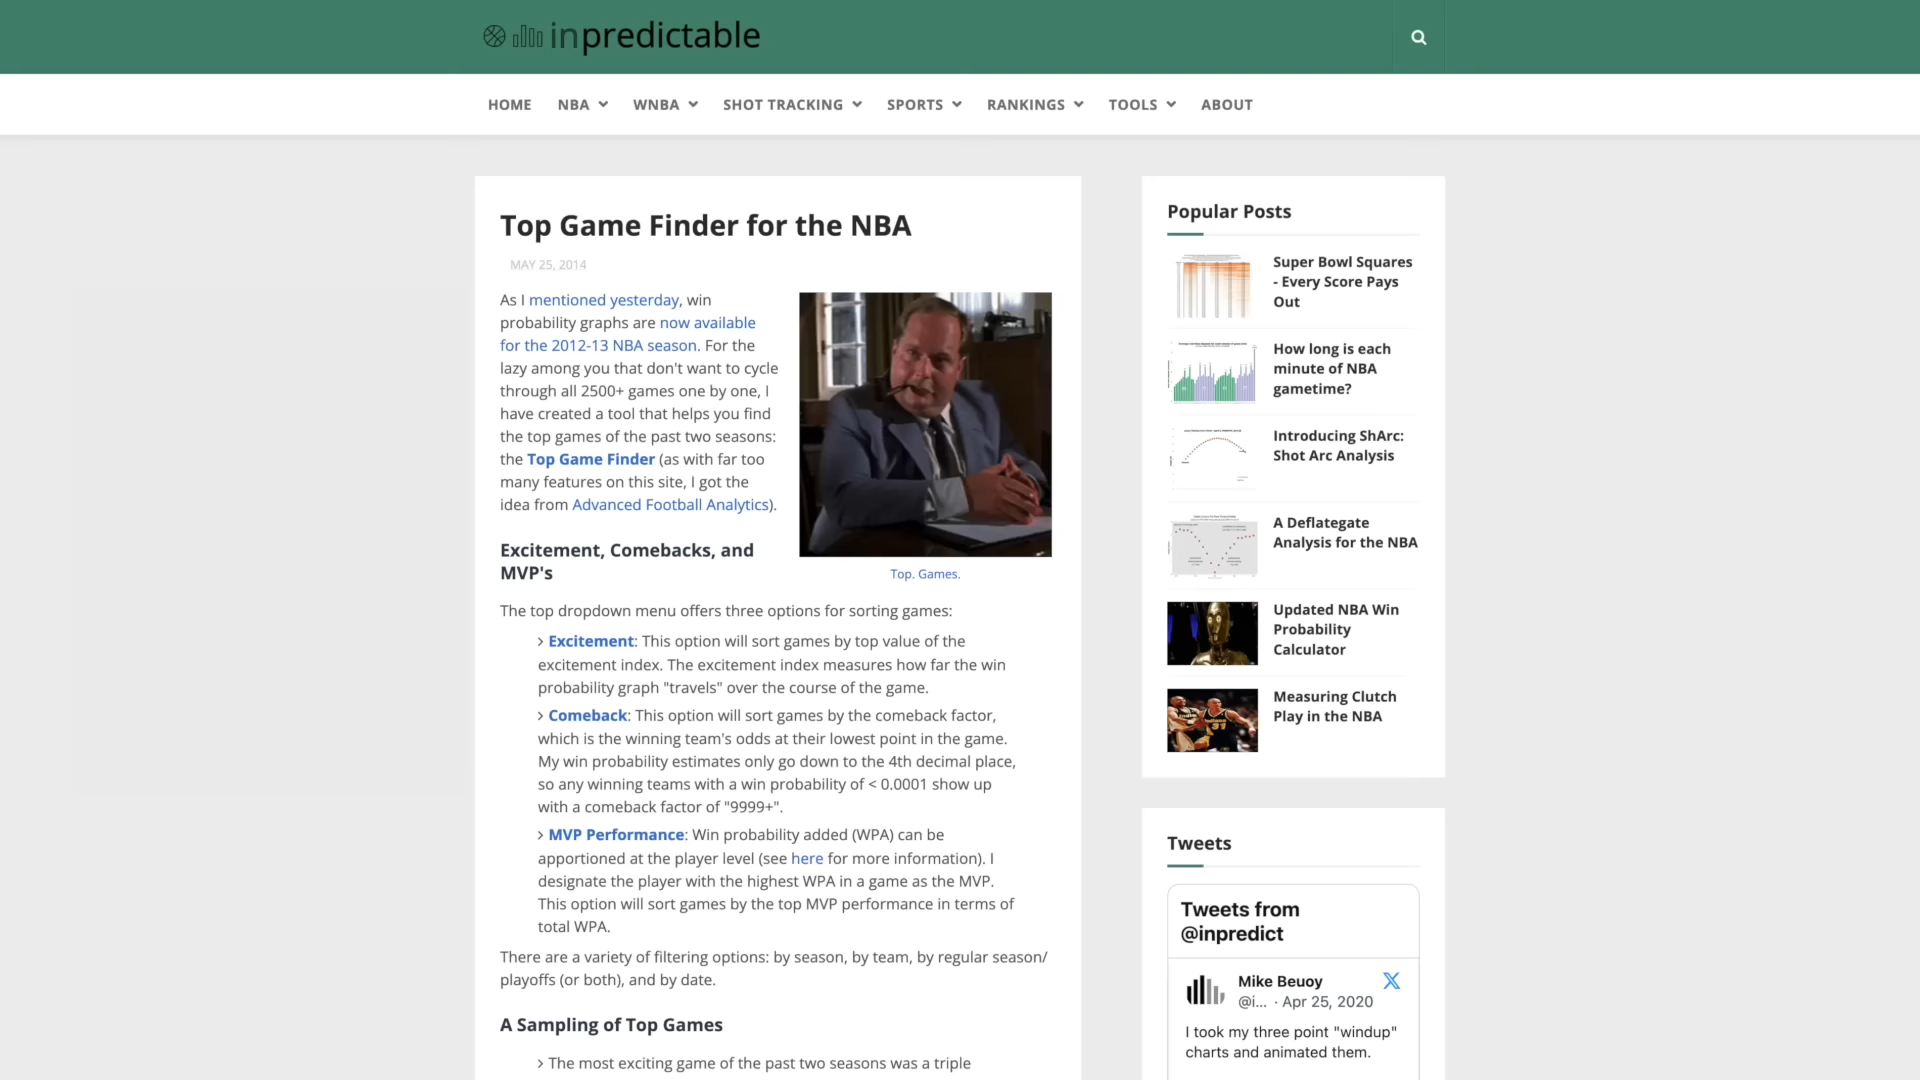 inpredictable
HOME NBA WNBA SHOT TRACKING SPORTS RANKINGS TOOLS ABOUT
Top Game Finder for the NBA
MAY 25, 2014
As I mentioned yesterday, win
probability graphs are now available
for the 2012-13 NBA season. For the
lazy among you that don't want to cycle
through all 2500+ games one by one, I
have created a tool that helps you find
the top games of the past two seasons:
the Top Game Finder (as with far too
many features on this site, I got the
idea from Advanced Football Analytics).
Top. Games.
Excitement, Comebacks, and
MVP's
The top dropdown menu offers three options for sorting games:
> Excitement: This option will sort games by top value of the
excitement index. The excitement index measures how far the win
probability graph "travels" over the course of the game.
> Comeback: This option will sort games by the comeback factor,
which is the winning team's odds at their lowest point in the game.
My win probability estimates only go down to the 4th decimal place,
so any winning teams with a win probability of < 0.0001 show up
with a comeback factor of "9999+".
> MVP Performance: Win probability added (WPA) can be
apportioned at the player level (see here for more information). I
designate the player with the highest WPA in a game as the MVP.
This option will sort games by the top MVP performance in terms of
total WPA.
There are a variety of filtering options: by season, by team, by regular season/
playoffs (or both), and by date.
A Sampling of Top Games
> The most exciting game of the past two seasons was a triple
Popular Posts
Super Bowl Squares
- Every Score Pays
Out
How long is each
minute of NBA
gametime?
Introducing ShArc:
Shot Arc Analysis
A Deflategate
Analysis for the NBA
Updated NBA Win
Probability
Calculator
Measuring Clutch
Play in the NBA
Tweets
Tweets from
@inpredict
Mike Beuoy
@i... · Apr 25, 2020
I took my three point "windup"
charts and animated them.